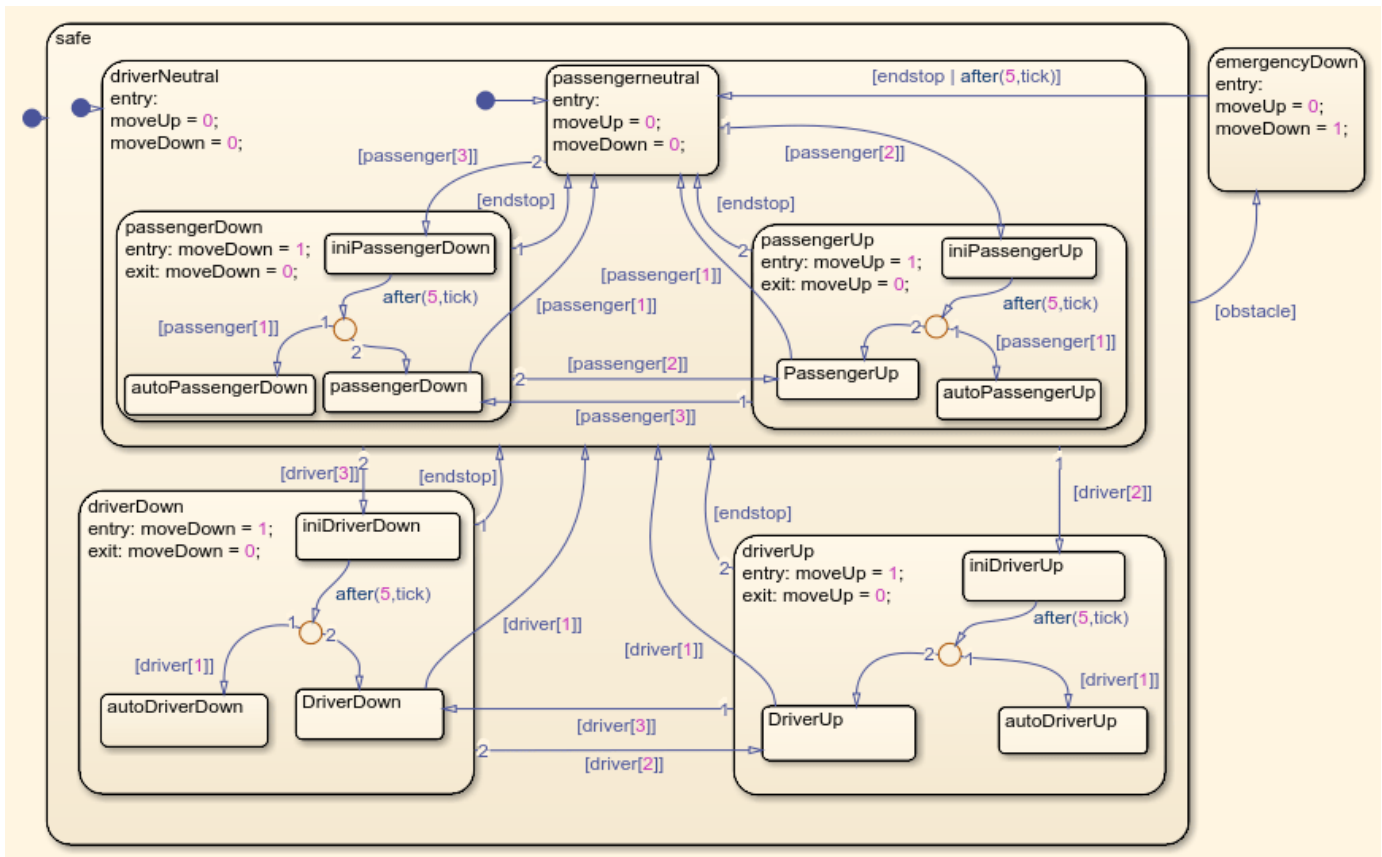 safe
driverNeutral
entry:
moveUp = 0;
moveDown = 0;
passengerneutral
entry:
moveUp = 0;
moveDown = 0;
[endstop | after(5,tick)]
emergencyDown
entry:
moveUp = 0;
moveDown = 1;
1
[passenger[2]]
[passenger[3]]
2
[endstop]
[endstop]
passengerDown
entry: moveDown = 1;
exit: moveDown = 0;
iniPassengerDown
1
after(5,tick)
[passenger[1]]
1
2
autoPassengerDown
passengerDown
[passenger[1]]
[passenger[1]]
2
passengerUp
entry: moveUp = 1;
exit: moveUp = 0;
iniPassengerUp
after(5,tick)
2
1
[passenger[1]]
PassengerUp
autoPassengerUp
2
[passenger[2]]
1
[passenger[3]]
[obstacle]
2
[driver[3]]
[endstop]
1
[driver[2]]
driverDown
entry: moveDown = 1;
exit: moveDown = 0;
iniDriverDown
1
after(5,tick)
1
2
[driver[1]]
autoDriverDown
DriverDown
[driver[1]]
[driver[1]]
[endstop]
2
driverUp
entry: moveUp = 1;
exit: moveUp = 0;
iniDriverUp
after(5,tick)
2
1
[driver[1]]
DriverUp
autoDriverUp
1
[driver[3]]
2
[driver[2]]